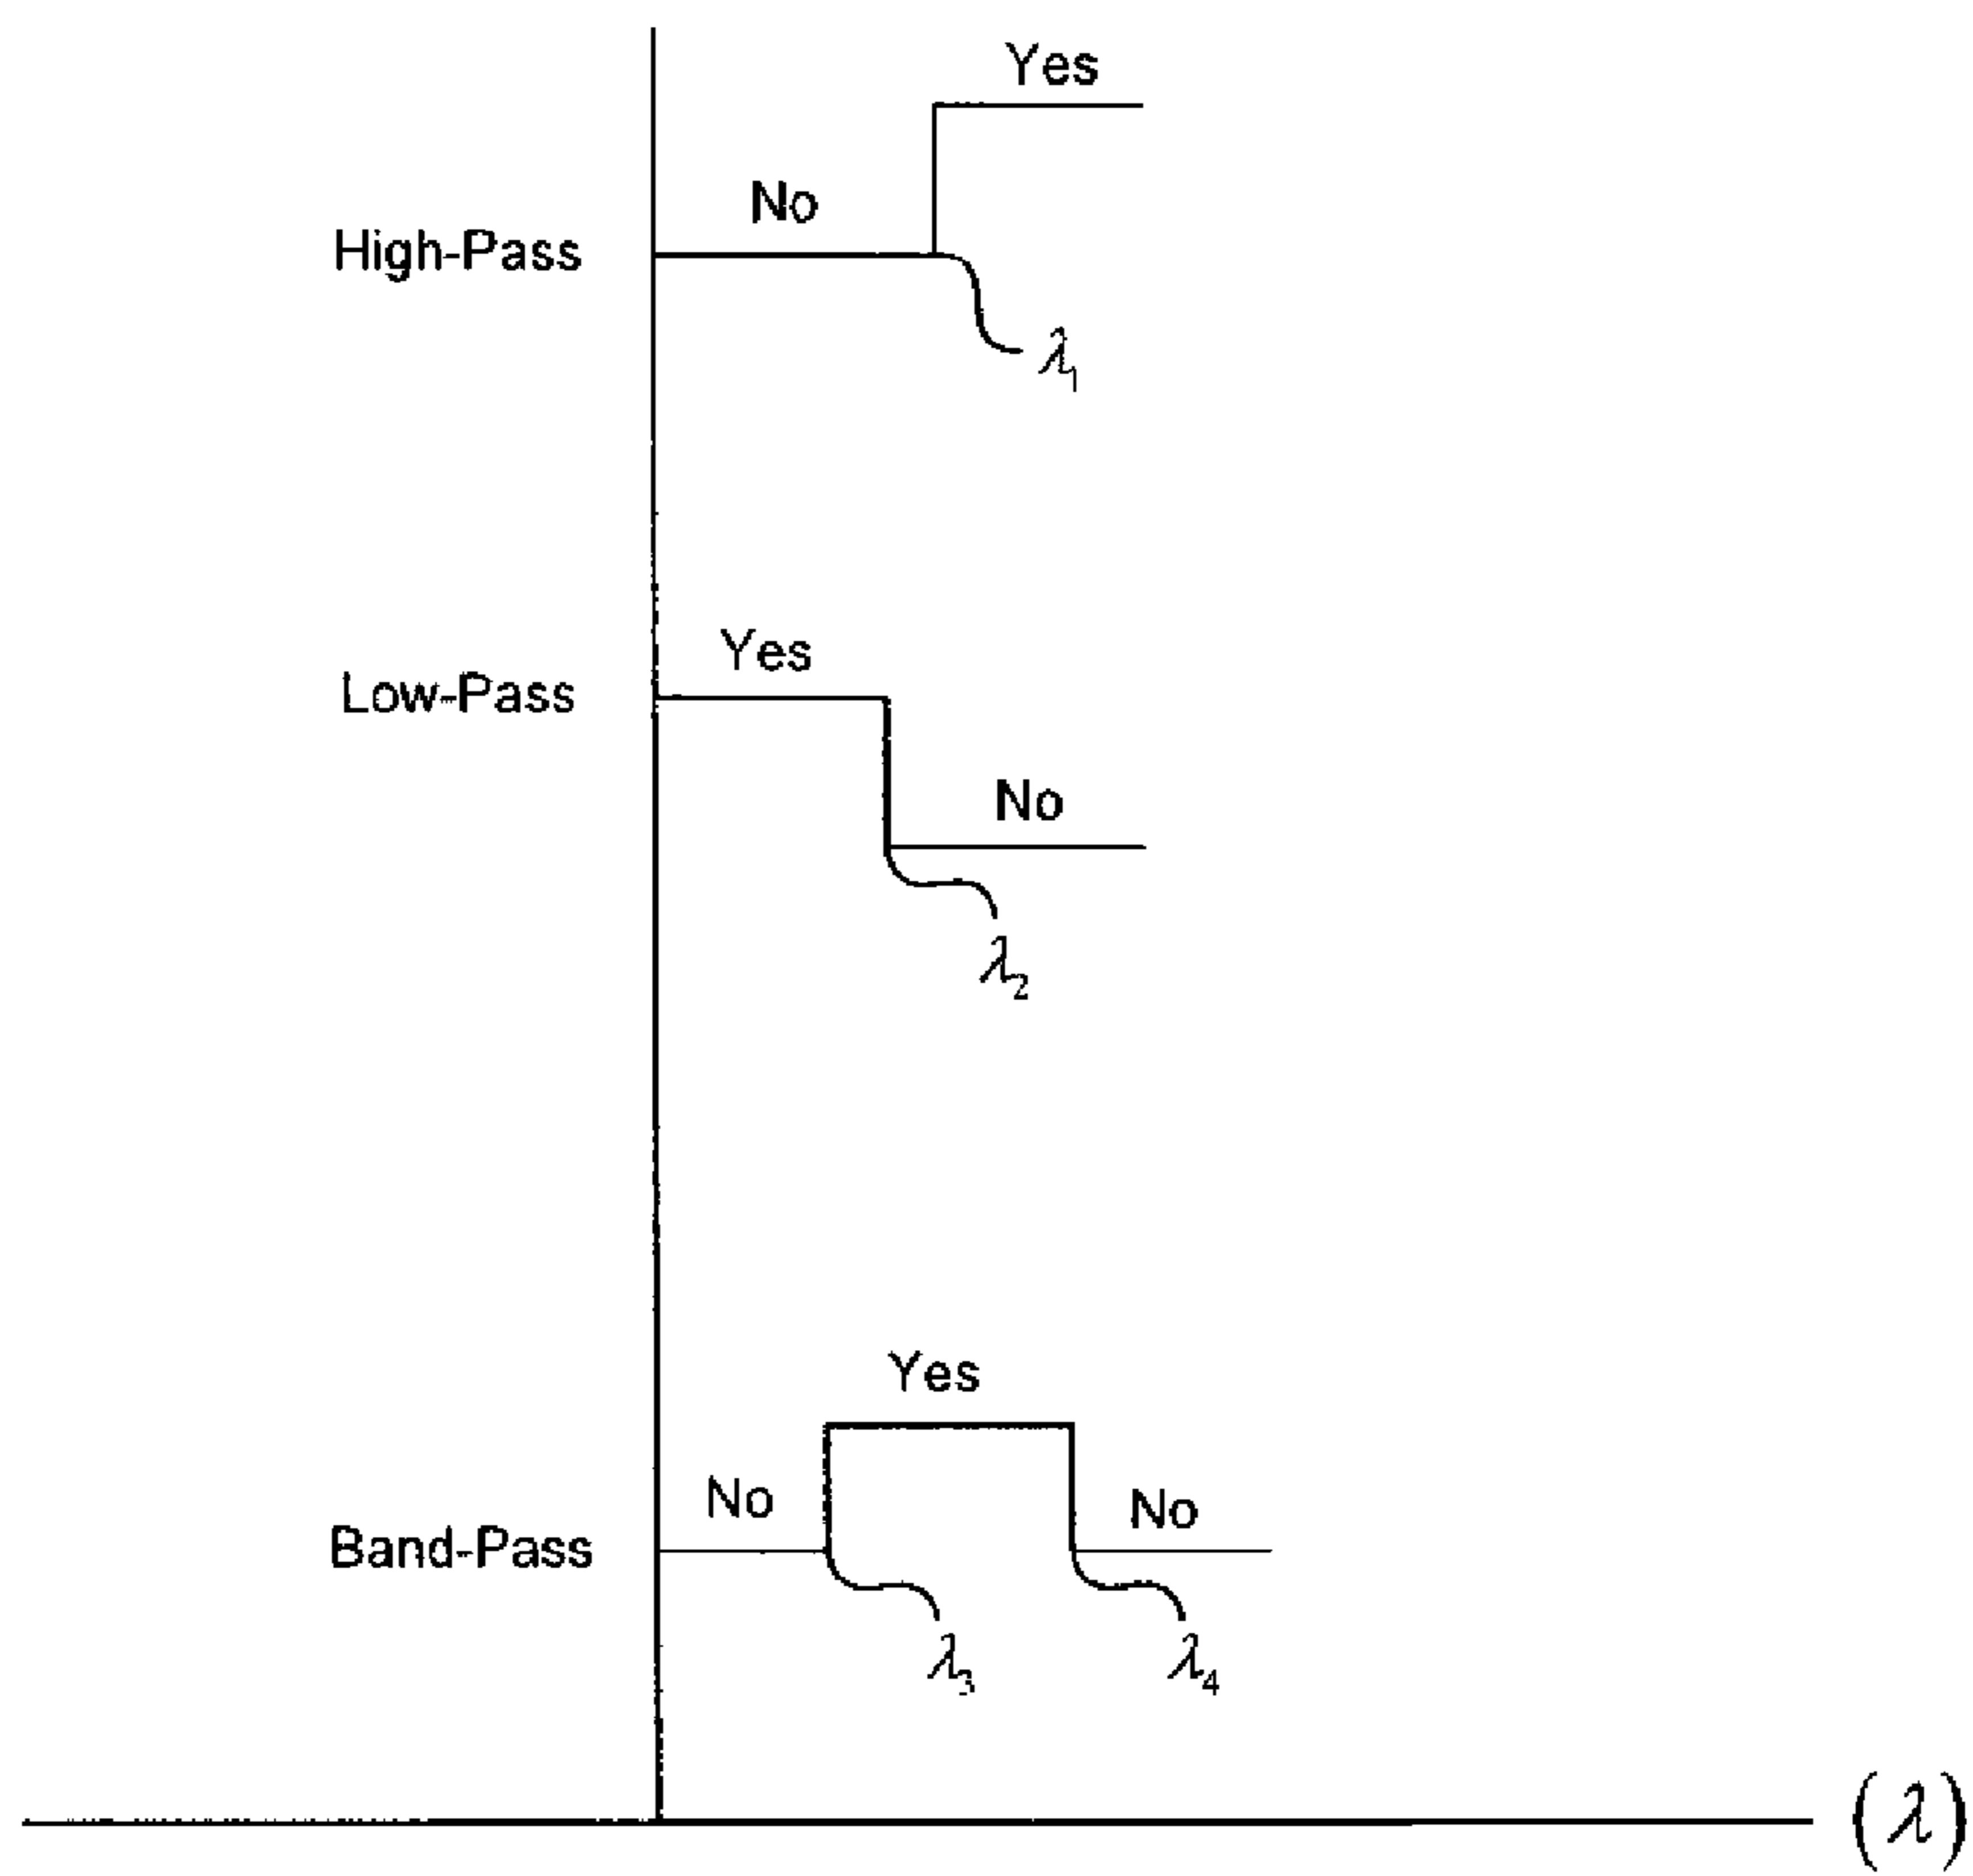 Yes
No
High-Pass
λ1
Yes
Low-Pass
No
λ2
Yes
No
No
Band-Pass
λ3
λ4
(λ)